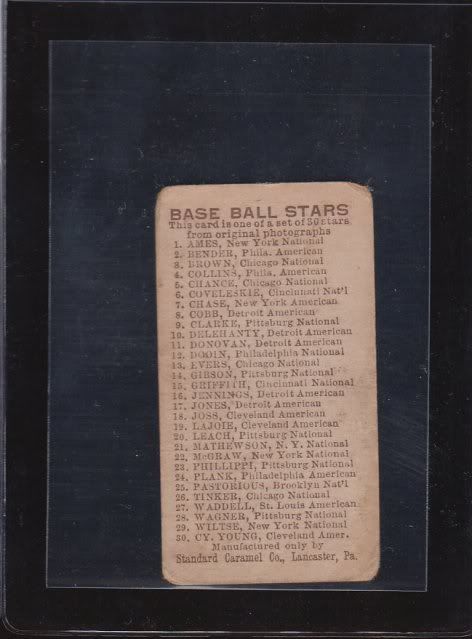 BASE BALL STARS
This card is one of a set of 30 stars
from original photographs
1. AMES, New York National
2. BENDER, Phila. American
3. BROWN, Chicago National
4. COLLINS, Phila. American
5. CHANCE, Chicago National
6. COVELESKIE, Cincinnati Nat'l
7. CHASE, New York American
8. COBB, Detroit American
9. CLARKE, Pittsburg National
10. DELEHANTY, Detroit American
11. DONOVAN, Detroit American
12. DOOIN, Philadelphia National
13. EVERS, Chicago National
14. GIBSON, Pittsburg National
15. GRIFFITH, Cincinnati National
16. JENNINGS, Detroit American
17. JONES, Detroit American
18. JOSS, Cleveland American
19. LAJOIE, Cleveland American
20. LEACH, Pittsburg National
21. MATHEWSON, N. Y. National
22. McGRAW, New York National
23. PHILLIPPI, Pittsburg National
24. PLANK, Philadelphia American
25. PASTORIOUS, Brooklyn Nat'l
26. TINKER, Chicago National
27. WADDELL, St. Louis American
28. WAGNER, Pittsburg National
29. WILTSE, New York National
30. CY. YOUNG, Cleveland Amer.
Manufactured only by
Standard Caramel Co., Lancaster, Pa.